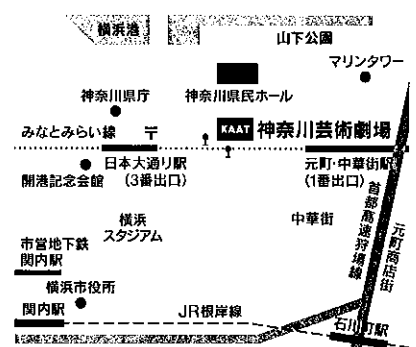 横浜港
山下公園
マリンタワー
神奈川県庁
神奈川県民ホール
みなとみらい線
〒
KAAT 神奈川芸術劇場
日本大通り駅
(3番出口)
元町・中華街駅
(1番出口)
開港記念会館
横浜
スタジアム
中華街
首都高速狩場線
元町商店街
市営地下鉄
関内駅
横浜市役所
関内駅
JR根岸線
石川町駅